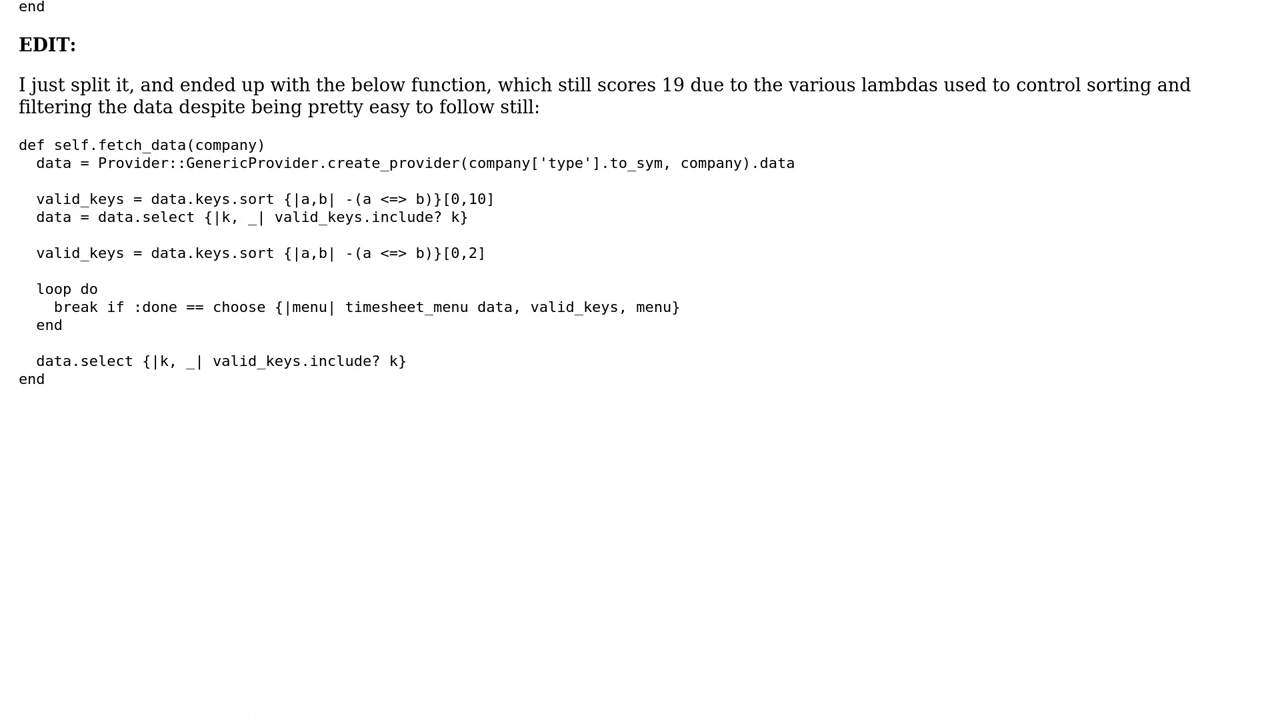 end
EDIT:
I just split it, and ended up with the below function, which still scores 19 due to the various lambdas used to control sorting and
filtering the data despite being pretty easy to follow still:
def self.fetch_data(company)
  data = Provider::GenericProvider.create_provider(company['type'].to_sym, company).data
  valid_keys = data.keys.sort {|a,b| -(a <=> b)}[0,10]
  data = data.select {|k, _| valid_keys.include? k}
  valid_keys = data.keys.sort {|a,b| -(a <=> b)}[0,2]
  loop do
    break if :done == choose {|menu| timesheet_menu data, valid_keys, menu}
  end
  data.select {|k, _| valid_keys.include? k}
end